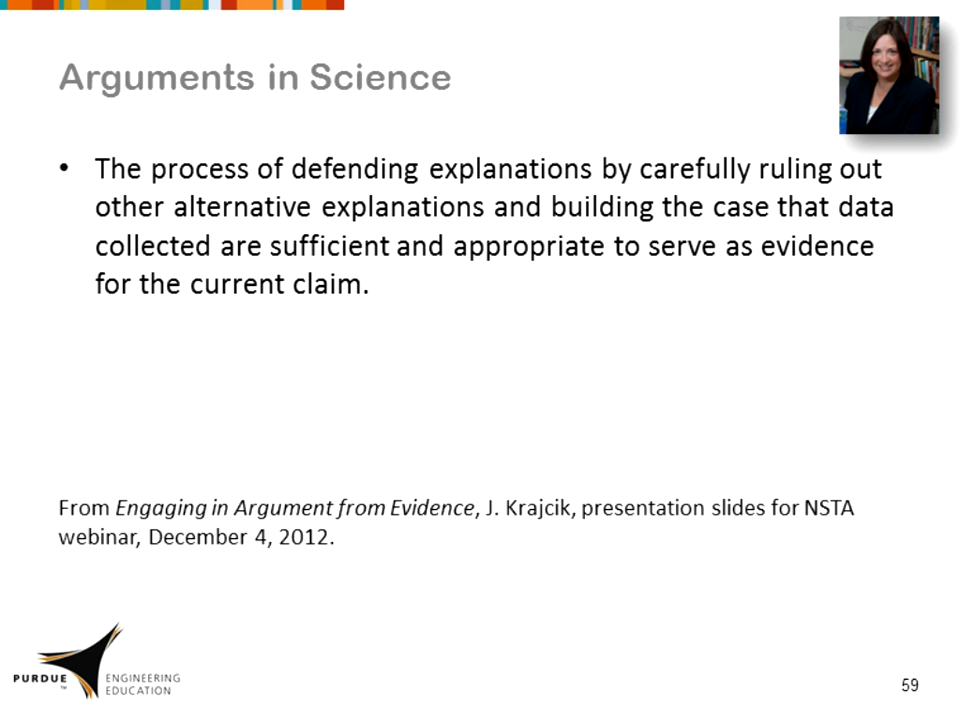 Arguments in Science
• The process of defending explanations by carefully ruling out
other alternative explanations and building the case that data
collected are sufficient and appropriate to serve as evidence
for the current claim.
From Engaging in Argument from Evidence, J. Krajcik, presentation slides for NSTA
webinar, December 4, 2012.
PURDUE™
ENGINEERING
EDUCATION
59